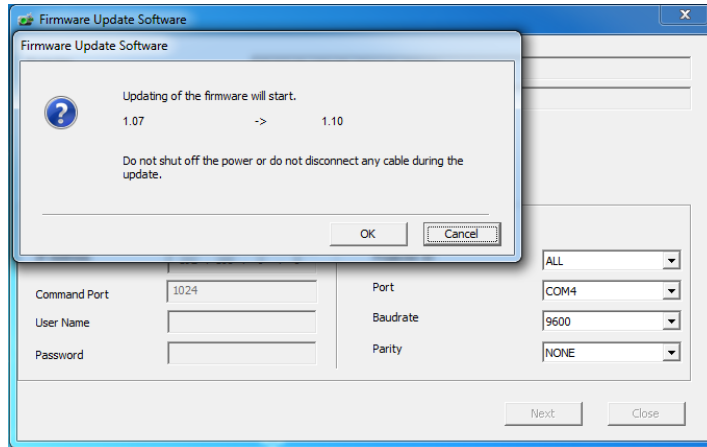 Firmware Update Software
x
Firmware Update Software
Updating of the firmware will start.
1.07 -> 1.10
Do not shut off the power or do not disconnect any cable during the
update.
OK Cancel
ALL
Command Port 1024
Port COM4
User Name
Baudrate 9600
Password
Parity NONE
Next Close